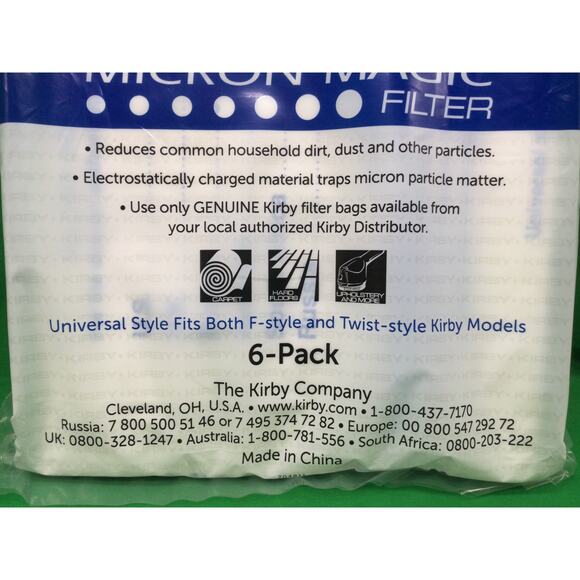 MICRON MAGIC
FILTER
• Reduces common household dirt, dust and other particles.
• Electrostatically charged material traps micron particle matter.
• Use only GENUINE Kirby filter bags available from
your local authorized Kirby Distributor.
CARPET
HARD
FLOORS
UPHOLSTERY
AND MORE
Universal Style Fits Both F-style and Twist-style Kirby Models
6-Pack
The Kirby Company
Cleveland, OH, U.S.A. • www.kirby.com • 1-800-437-7170
Russia: 7 800 500 51 46 or 7 495 374 72 82 • Europe: 00 800 547 292 72
UK: 0800-328-1247 • Australia: 1-800-781-556 • South Africa: 0800-203-222
Made in China